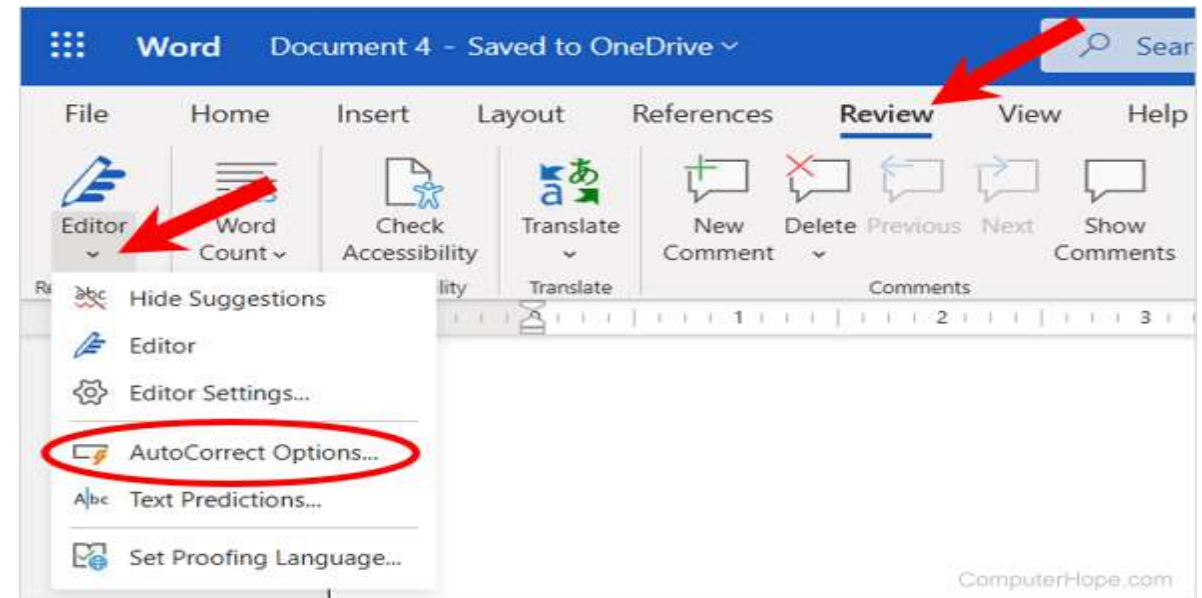 Word Document 4 - Saved to OneDrive Sear
File Home Insert Layout References Review View Help
Editor Word Count Check Accessibility Translate New Comment Delete Previous Next Show Comments
lity Translate Comments
Hide Suggestions
1 2 3
Editor
Editor Settings...
AutoCorrect Options...
Text Predictions...
Set Proofing Language...
ComputerHope.com